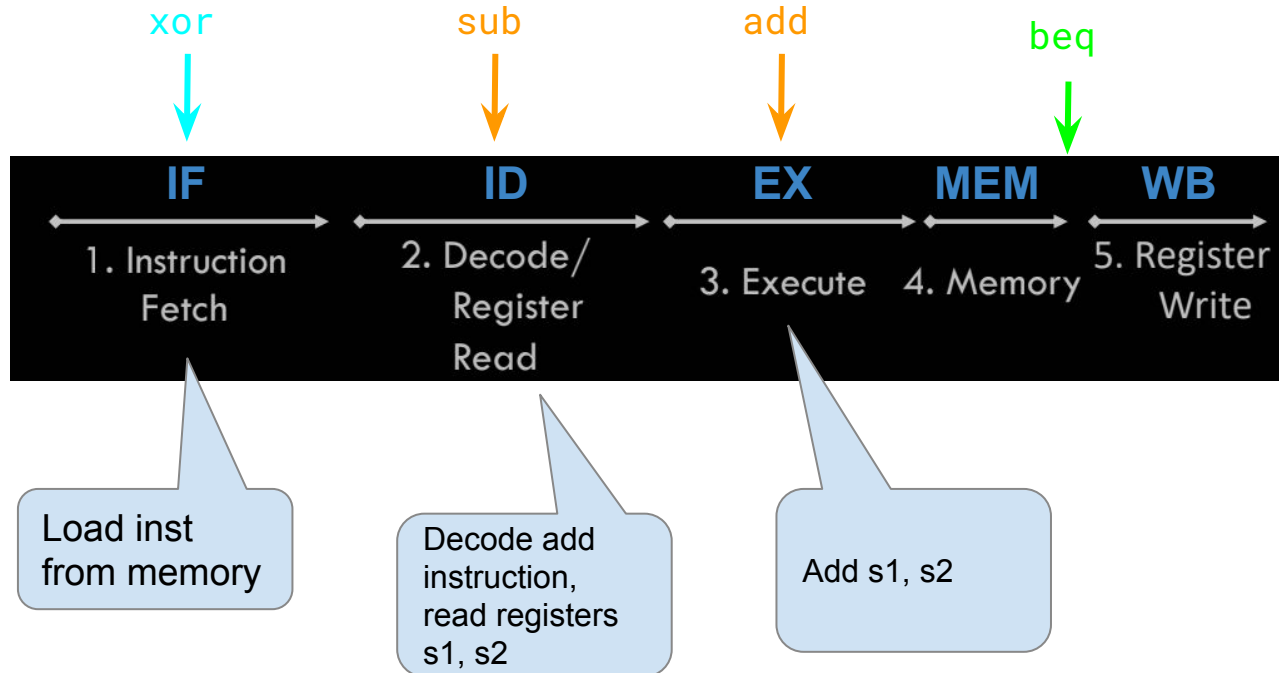 xor
sub
add
beq
IF
ID
EX
MEM
WB
1. Instruction
Fetch
2. Decode/
Register
Read
3. Execute
4. Memory
5. Register
Write
Load inst
from memory
Decode add
instruction,
read registers
s1, s2
Add s1, s2